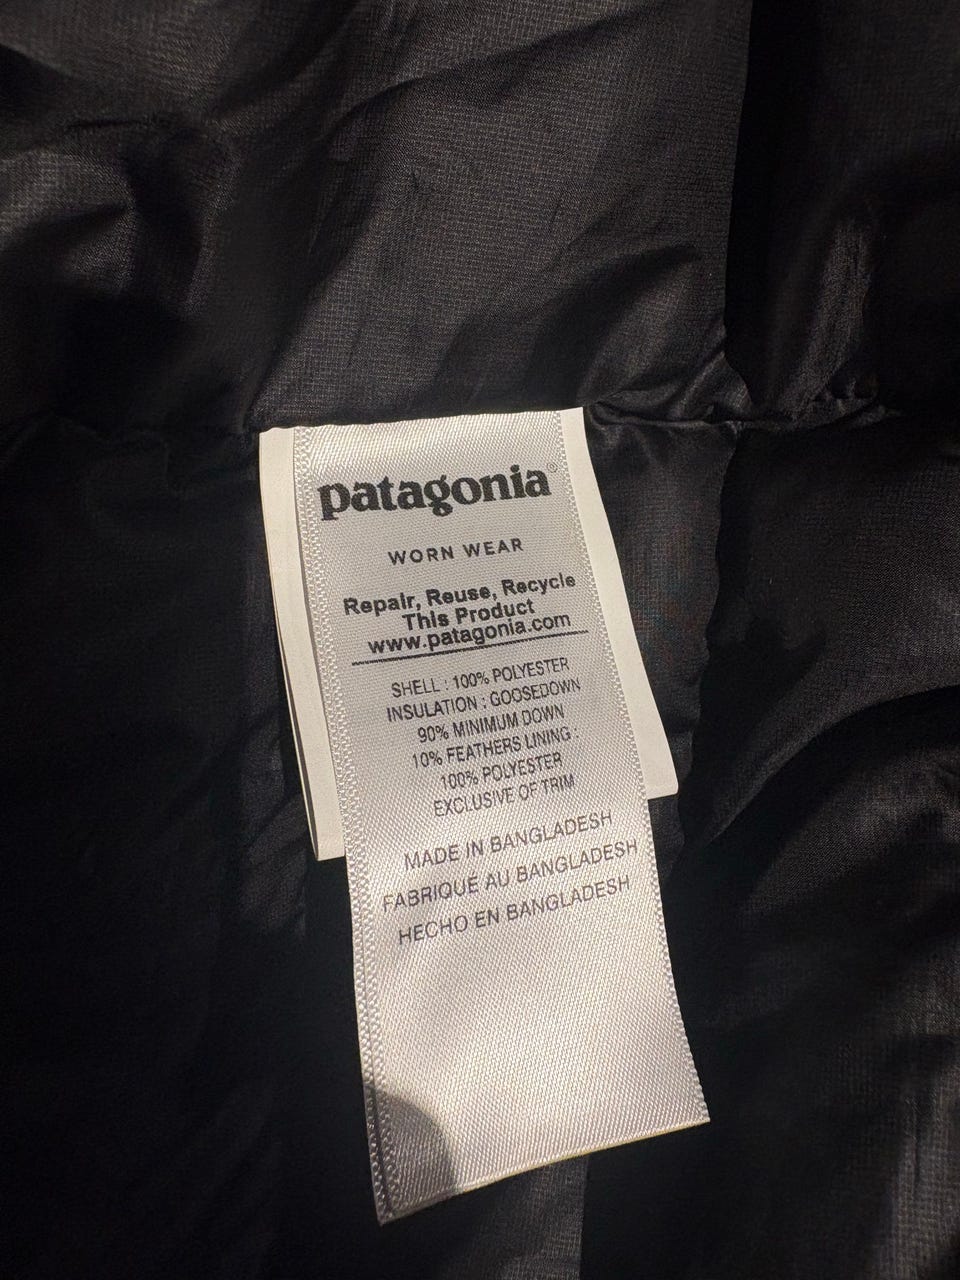 patagonia®
WORN WEAR
Repair, Reuse, Recycle
This Product
www.patagonia.com
SHELL : 100% POLYESTER
INSULATION : GOOSEDOWN
90% MINIMUM DOWN
10% FEATHERS LINING :
100% POLYESTER
EXCLUSIVE OF TRIM
MADE IN BANGLADESH
FABRIQUE AU BANGLADESH
HECHO EN BANGLADESH